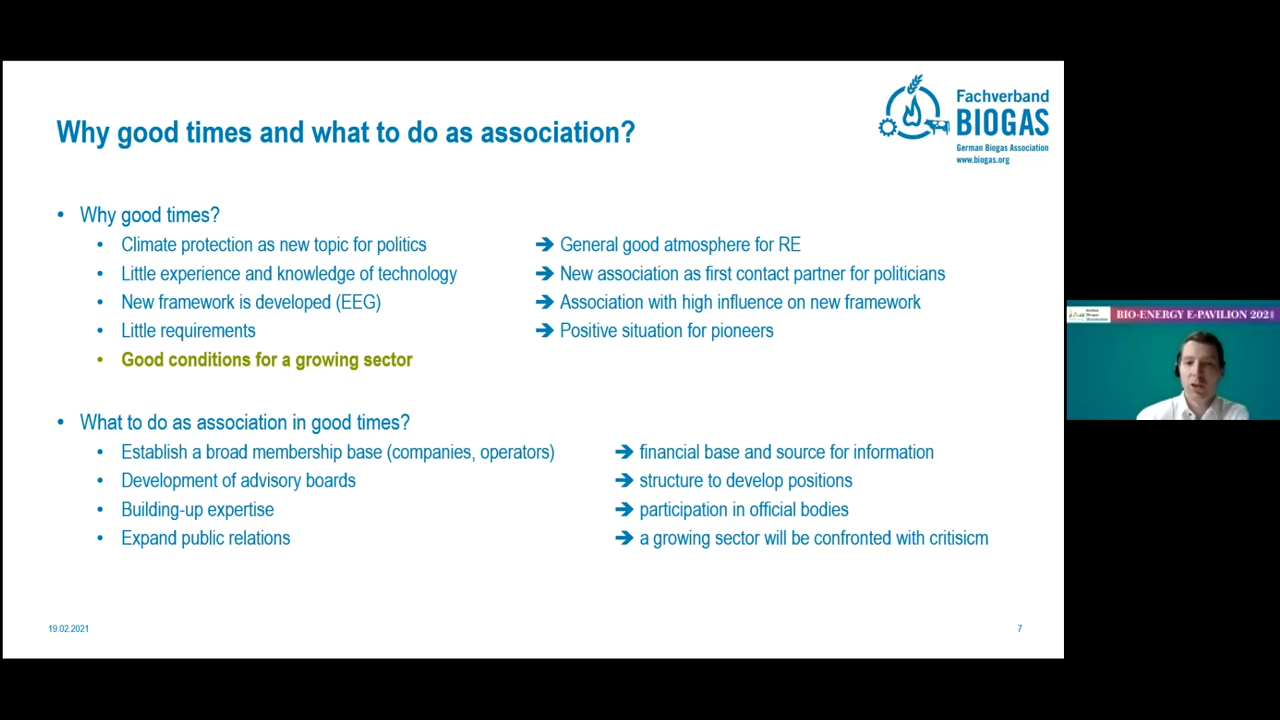 Why good times and what to do as association?
Fachverband
BIOGAS
German Biogas Association
www.biogas.org
• Why good times?
• Climate protection as new topic for politics ➔ General good atmosphere for RE
• Little experience and knowledge of technology ➔ New association as first contact partner for politicians
• New framework is developed (EEG) ➔ Association with high influence on new framework
• Little requirements ➔ Positive situation for pioneers
• Good conditions for a growing sector
• What to do as association in good times?
• Establish a broad membership base (companies, operators) ➔ financial base and source for information
• Development of advisory boards ➔ structure to develop positions
• Building-up expertise ➔ participation in official bodies
• Expand public relations ➔ a growing sector will be confronted with critisicm
19.02.2021
7
BIO-ENERGY E-PAVILION 2021